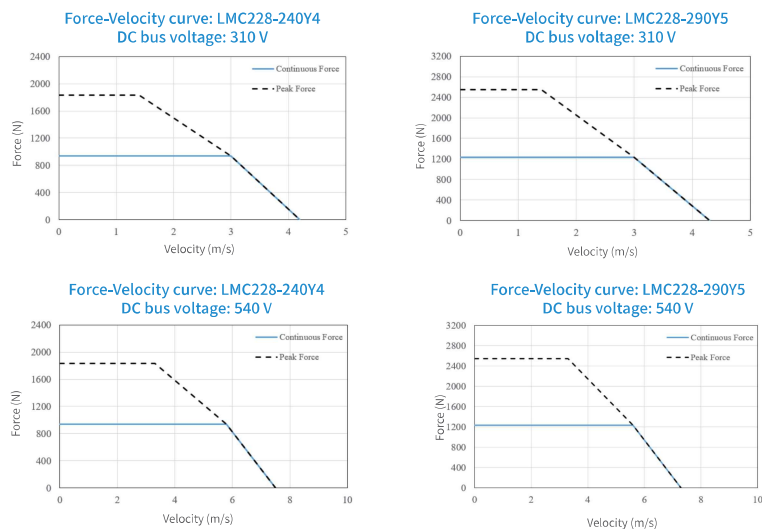 Force-Velocity curve: LMC228-240Y4
DC bus voltage: 310 V
2400
2000
1600
1200
800
400
0
Force (N)
Continuous Force
Peak Force
0 1 2 3 4 5
Velocity (m/s)
Force-Velocity curve: LMC228-290Y5
DC bus voltage: 310 V
3200
2800
2400
2000
1600
1200
800
400
0
Force (N)
Continuous Force
Peak Force
0 1 2 3 4 5
Velocity (m/s)
Force-Velocity curve: LMC228-240Y4
DC bus voltage: 540 V
2400
2000
1600
1200
800
400
0
Force (N)
Continuous Force
Peak Force
0 2 4 6 8 10
Velocity (m/s)
Force-Velocity curve: LMC228-290Y5
DC bus voltage: 540 V
3200
2800
2400
2000
1600
1200
800
400
0
Force (N)
Continuous Force
Peak Force
0 2 4 6 8 10
Velocity (m/s)